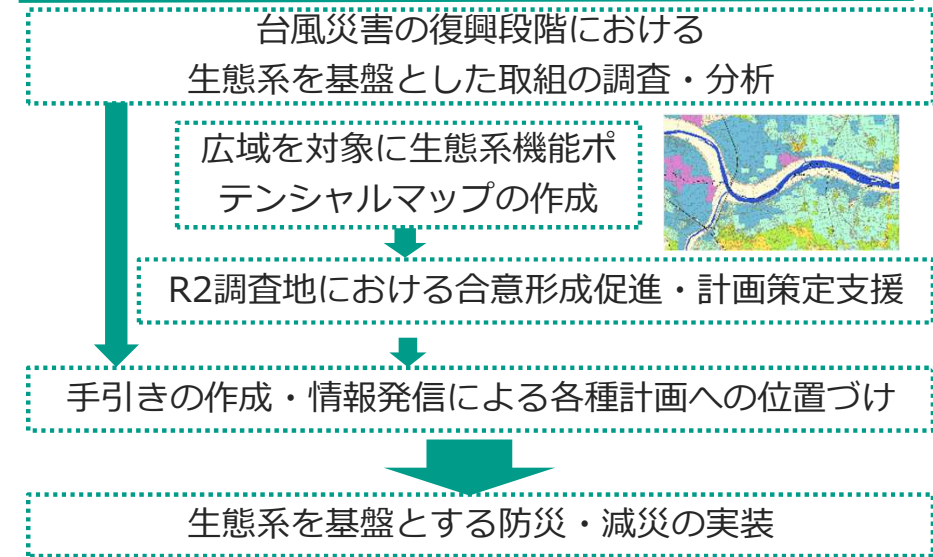 台風災害の復興段階における
生態系を基盤とした取組の調査・分析
広域を対象に生態系機能ポ
テンシャルマップの作成
R2調査地における合意形成促進・計画策定支援
手引きの作成・情報発信による各種計画への位置づけ
生態系を基盤とする防災・減災の実装